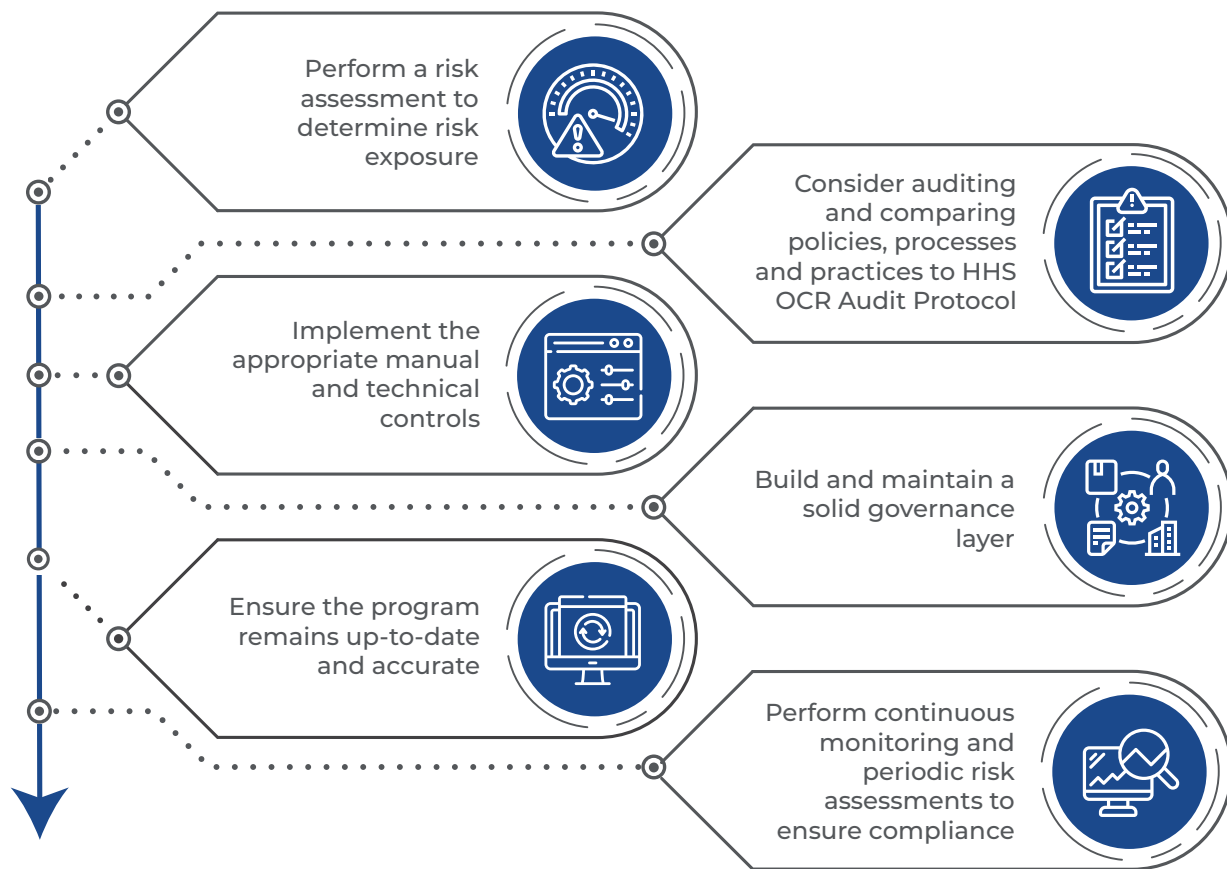 Perform a risk
assessment to
determine risk
exposure
Consider auditing
and comparing
policies, processes
and practices to HHS
OCR Audit Protocol
Implement the
appropriate manual
and technical
controls
Build and maintain a
solid governance
layer
Ensure the program
remains up-to-date
and accurate
Perform continuous
monitoring and
periodic risk
assessments to
ensure compliance